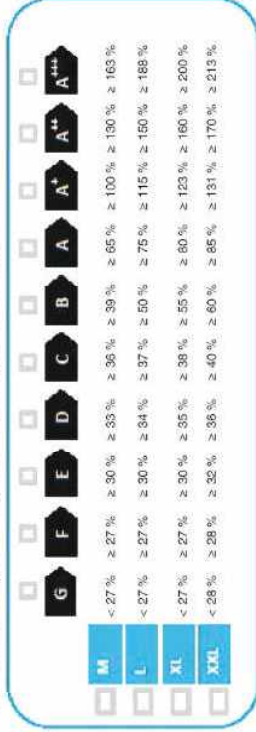 G F E D C B A A⁺ A⁺⁺ A⁺⁺⁺
M < 27 % ≥ 27 % ≥ 30 % ≥ 33 % ≥ 36 % ≥ 39 % ≥ 65 % ≥ 100 % ≥ 130 % ≥ 163 %
L < 27 % ≥ 27 % ≥ 30 % ≥ 34 % ≥ 37 % ≥ 50 % ≥ 75 % ≥ 115 % ≥ 150 % ≥ 188 %
XL < 27 % ≥ 27 % ≥ 30 % ≥ 35 % ≥ 38 % ≥ 55 % ≥ 80 % ≥ 123 % ≥ 160 % ≥ 200 %
XXL < 28 % ≥ 28 % ≥ 32 % ≥ 36 % ≥ 40 % ≥ 60 % ≥ 85 % ≥ 131 % ≥ 170 % ≥ 213 %